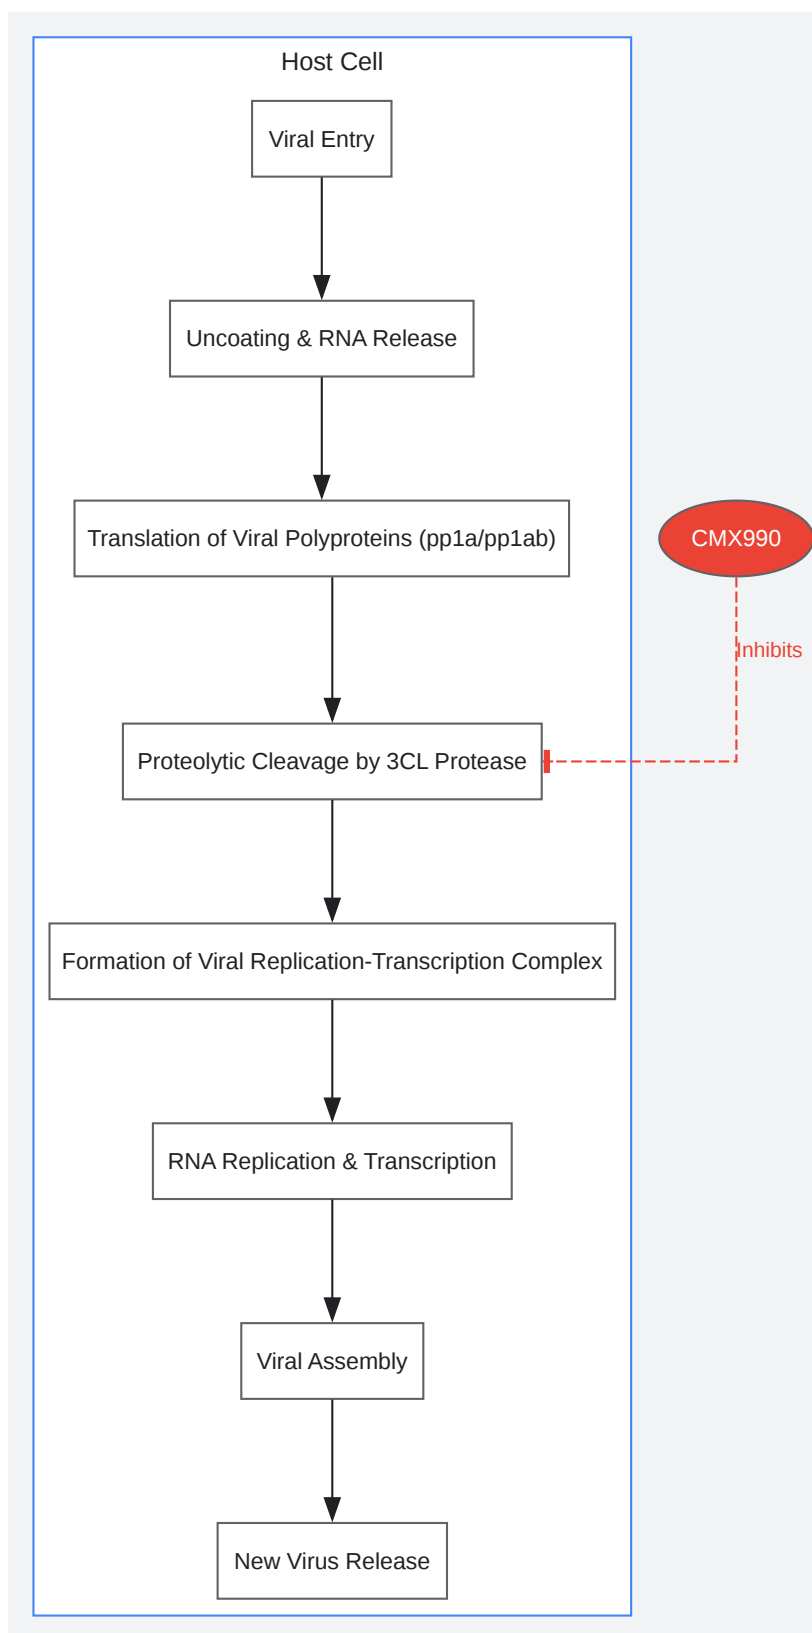 Host Cell
Viral Entry
Uncoating & RNA Release
Translation of Viral Polyproteins (pp1a/pp1ab)
CMX990
Inhibits
Proteolytic Cleavage by 3CL Protease
Formation of Viral Replication-Transcription Complex
RNA Replication & Transcription
Viral Assembly
New Virus Release